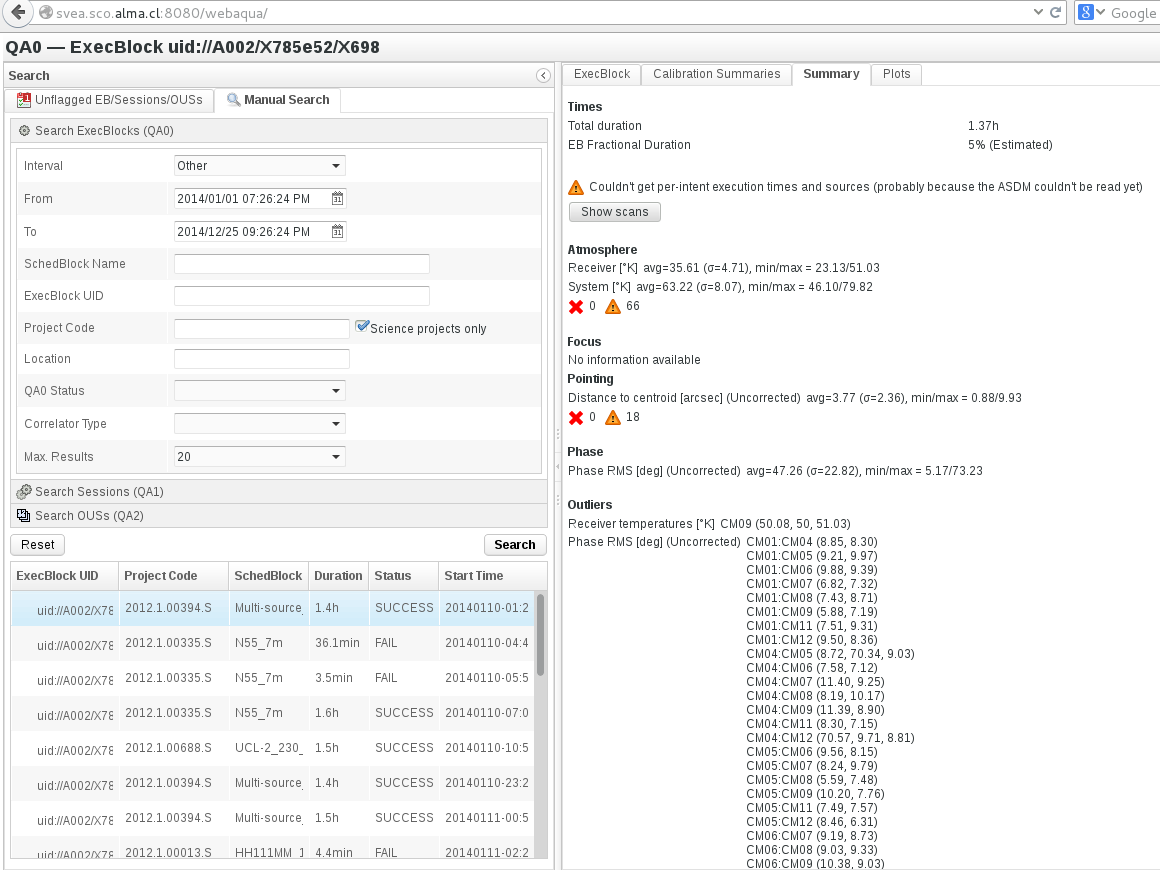 svea.sco.alma.cl:8080/webaqua/
Google
QA0 — ExecBlock uid://A002/X785e52/X698
Search
Unflagged EB/Sessions/OUSs
Manual Search
Search ExecBlocks (QA0)
Interval Other
From 2014/01/01 07:26:24 PM
To 2014/12/25 09:26:24 PM
SchedBlock Name
ExecBlock UID
Project Code Science projects only
Location
QA0 Status
Correlator Type
Max. Results 20
Search Sessions (QA1)
Search OUSs (QA2)
Reset Search
ExecBlock UID Project Code SchedBlock Duration Status Start Time
uid://A002/X78 2012.1.00394.S Multi-source_ 1.4h SUCCESS 20140110-01:2
uid://A002/X78 2012.1.00335.S N55_7m 36.1min FAIL 20140110-04:4
uid://A002/X78 2012.1.00335.S N55_7m 3.5min FAIL 20140110-05:5
uid://A002/X78 2012.1.00335.S N55_7m 1.6h SUCCESS 20140110-07:0
uid://A002/X78 2012.1.00688.S UCL-2_230_ 1.5h SUCCESS 20140110-10:5
uid://A002/X78 2012.1.00394.S Multi-source_ 1.4h SUCCESS 20140110-23:2
uid://A002/X78 2012.1.00394.S Multi-source_ 1.5h SUCCESS 20140111-00:5
uid://A002/X78 2012.1.00013.S HH111MM_1 4.4min FAIL 20140111-02:2
ExecBlock Calibration Summaries Summary Plots
Times
Total duration 1.37h
EB Fractional Duration 5% (Estimated)
Couldn't get per-intent execution times and sources (probably because the ASDM couldn't be read yet)
Show scans
Atmosphere
Receiver [°K] avg=35.61 (σ=4.71), min/max = 23.13/51.03
System [°K] avg=63.22 (σ=8.07), min/max = 46.10/79.82
0 66
Focus
No information available
Pointing
Distance to centroid [arcsec] (Uncorrected) avg=3.77 (σ=2.36), min/max = 0.88/9.93
0 18
Phase
Phase RMS [deg] (Uncorrected) avg=47.26 (σ=22.82), min/max = 5.17/73.23
Outliers
Receiver temperatures [°K] CM09 (50.08, 50, 51.03)
Phase RMS [deg] (Uncorrected) CM01:CM04 (8.85, 8.30)
CM01:CM05 (9.21, 9.97)
CM01:CM06 (9.88, 9.39)
CM01:CM07 (6.82, 7.32)
CM01:CM08 (7.43, 8.71)
CM01:CM09 (5.88, 7.19)
CM01:CM11 (7.51, 9.31)
CM01:CM12 (9.50, 8.36)
CM04:CM05 (8.72, 70.34, 9.03)
CM04:CM06 (7.58, 7.12)
CM04:CM07 (11.40, 9.25)
CM04:CM08 (8.19, 10.17)
CM04:CM09 (11.39, 8.90)
CM04:CM11 (8.30, 7.15)
CM04:CM12 (70.57, 9.71, 8.81)
CM05:CM06 (9.56, 8.15)
CM05:CM07 (8.24, 9.79)
CM05:CM08 (5.59, 7.48)
CM05:CM09 (10.20, 7.76)
CM05:CM11 (7.49, 7.57)
CM05:CM12 (8.46, 6.31)
CM06:CM07 (9.19, 8.73)
CM06:CM08 (9.03, 9.33)
CM06:CM09 (10.38, 9.03)